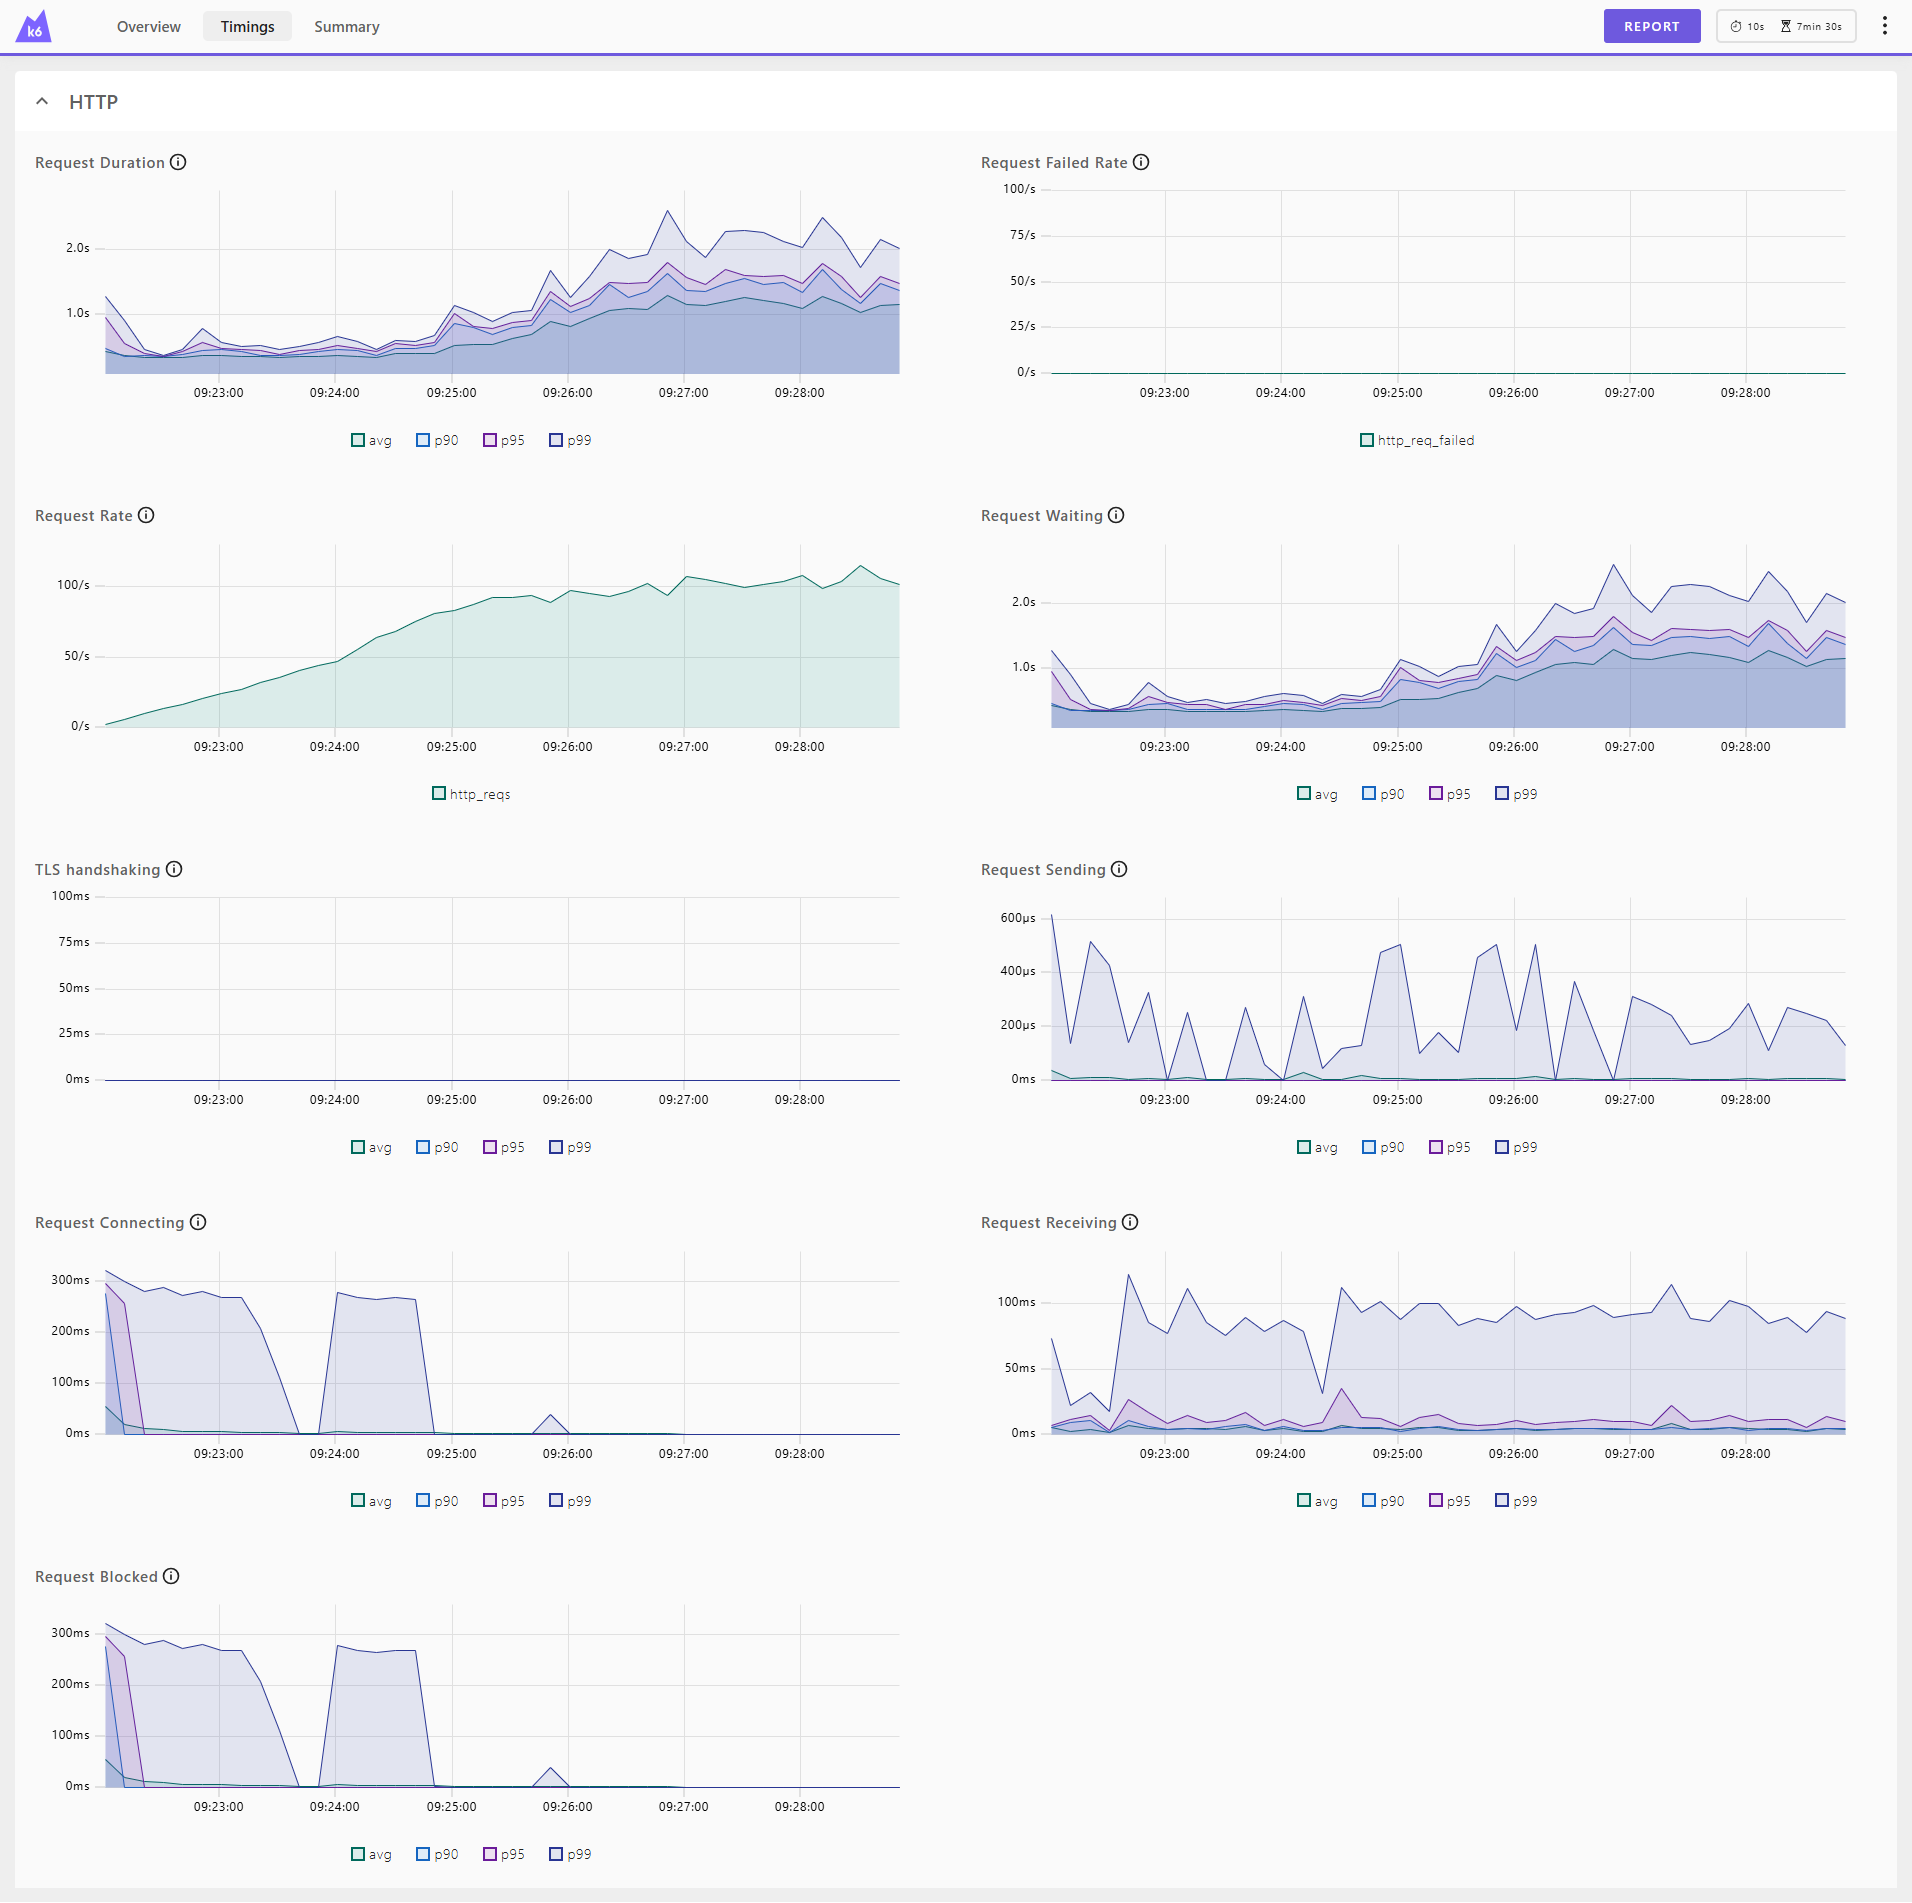 k6 Overview Timings Summary REPORT 10s 7min 30s
HTTP
Request Duration
2.0s
1.0s
09:23:00 09:24:00 09:25:00 09:26:00 09:27:00 09:28:00
avg p90 p95 p99
Request Failed Rate
100/s
75/s
50/s
25/s
0/s
09:23:00 09:24:00 09:25:00 09:26:00 09:27:00 09:28:00
http_req_failed
Request Rate
100/s
50/s
0/s
09:23:00 09:24:00 09:25:00 09:26:00 09:27:00 09:28:00
http_reqs
Request Waiting
2.0s
1.0s
09:23:00 09:24:00 09:25:00 09:26:00 09:27:00 09:28:00
avg p90 p95 p99
TLS handshaking
100ms
75ms
50ms
25ms
0ms
09:23:00 09:24:00 09:25:00 09:26:00 09:27:00 09:28:00
avg p90 p95 p99
Request Sending
600µs
400µs
200µs
0ms
09:23:00 09:24:00 09:25:00 09:26:00 09:27:00 09:28:00
avg p90 p95 p99
Request Connecting
300ms
200ms
100ms
0ms
09:23:00 09:24:00 09:25:00 09:26:00 09:27:00 09:28:00
avg p90 p95 p99
Request Receiving
100ms
50ms
0ms
09:23:00 09:24:00 09:25:00 09:26:00 09:27:00 09:28:00
avg p90 p95 p99
Request Blocked
300ms
200ms
100ms
0ms
09:23:00 09:24:00 09:25:00 09:26:00 09:27:00 09:28:00
avg p90 p95 p99